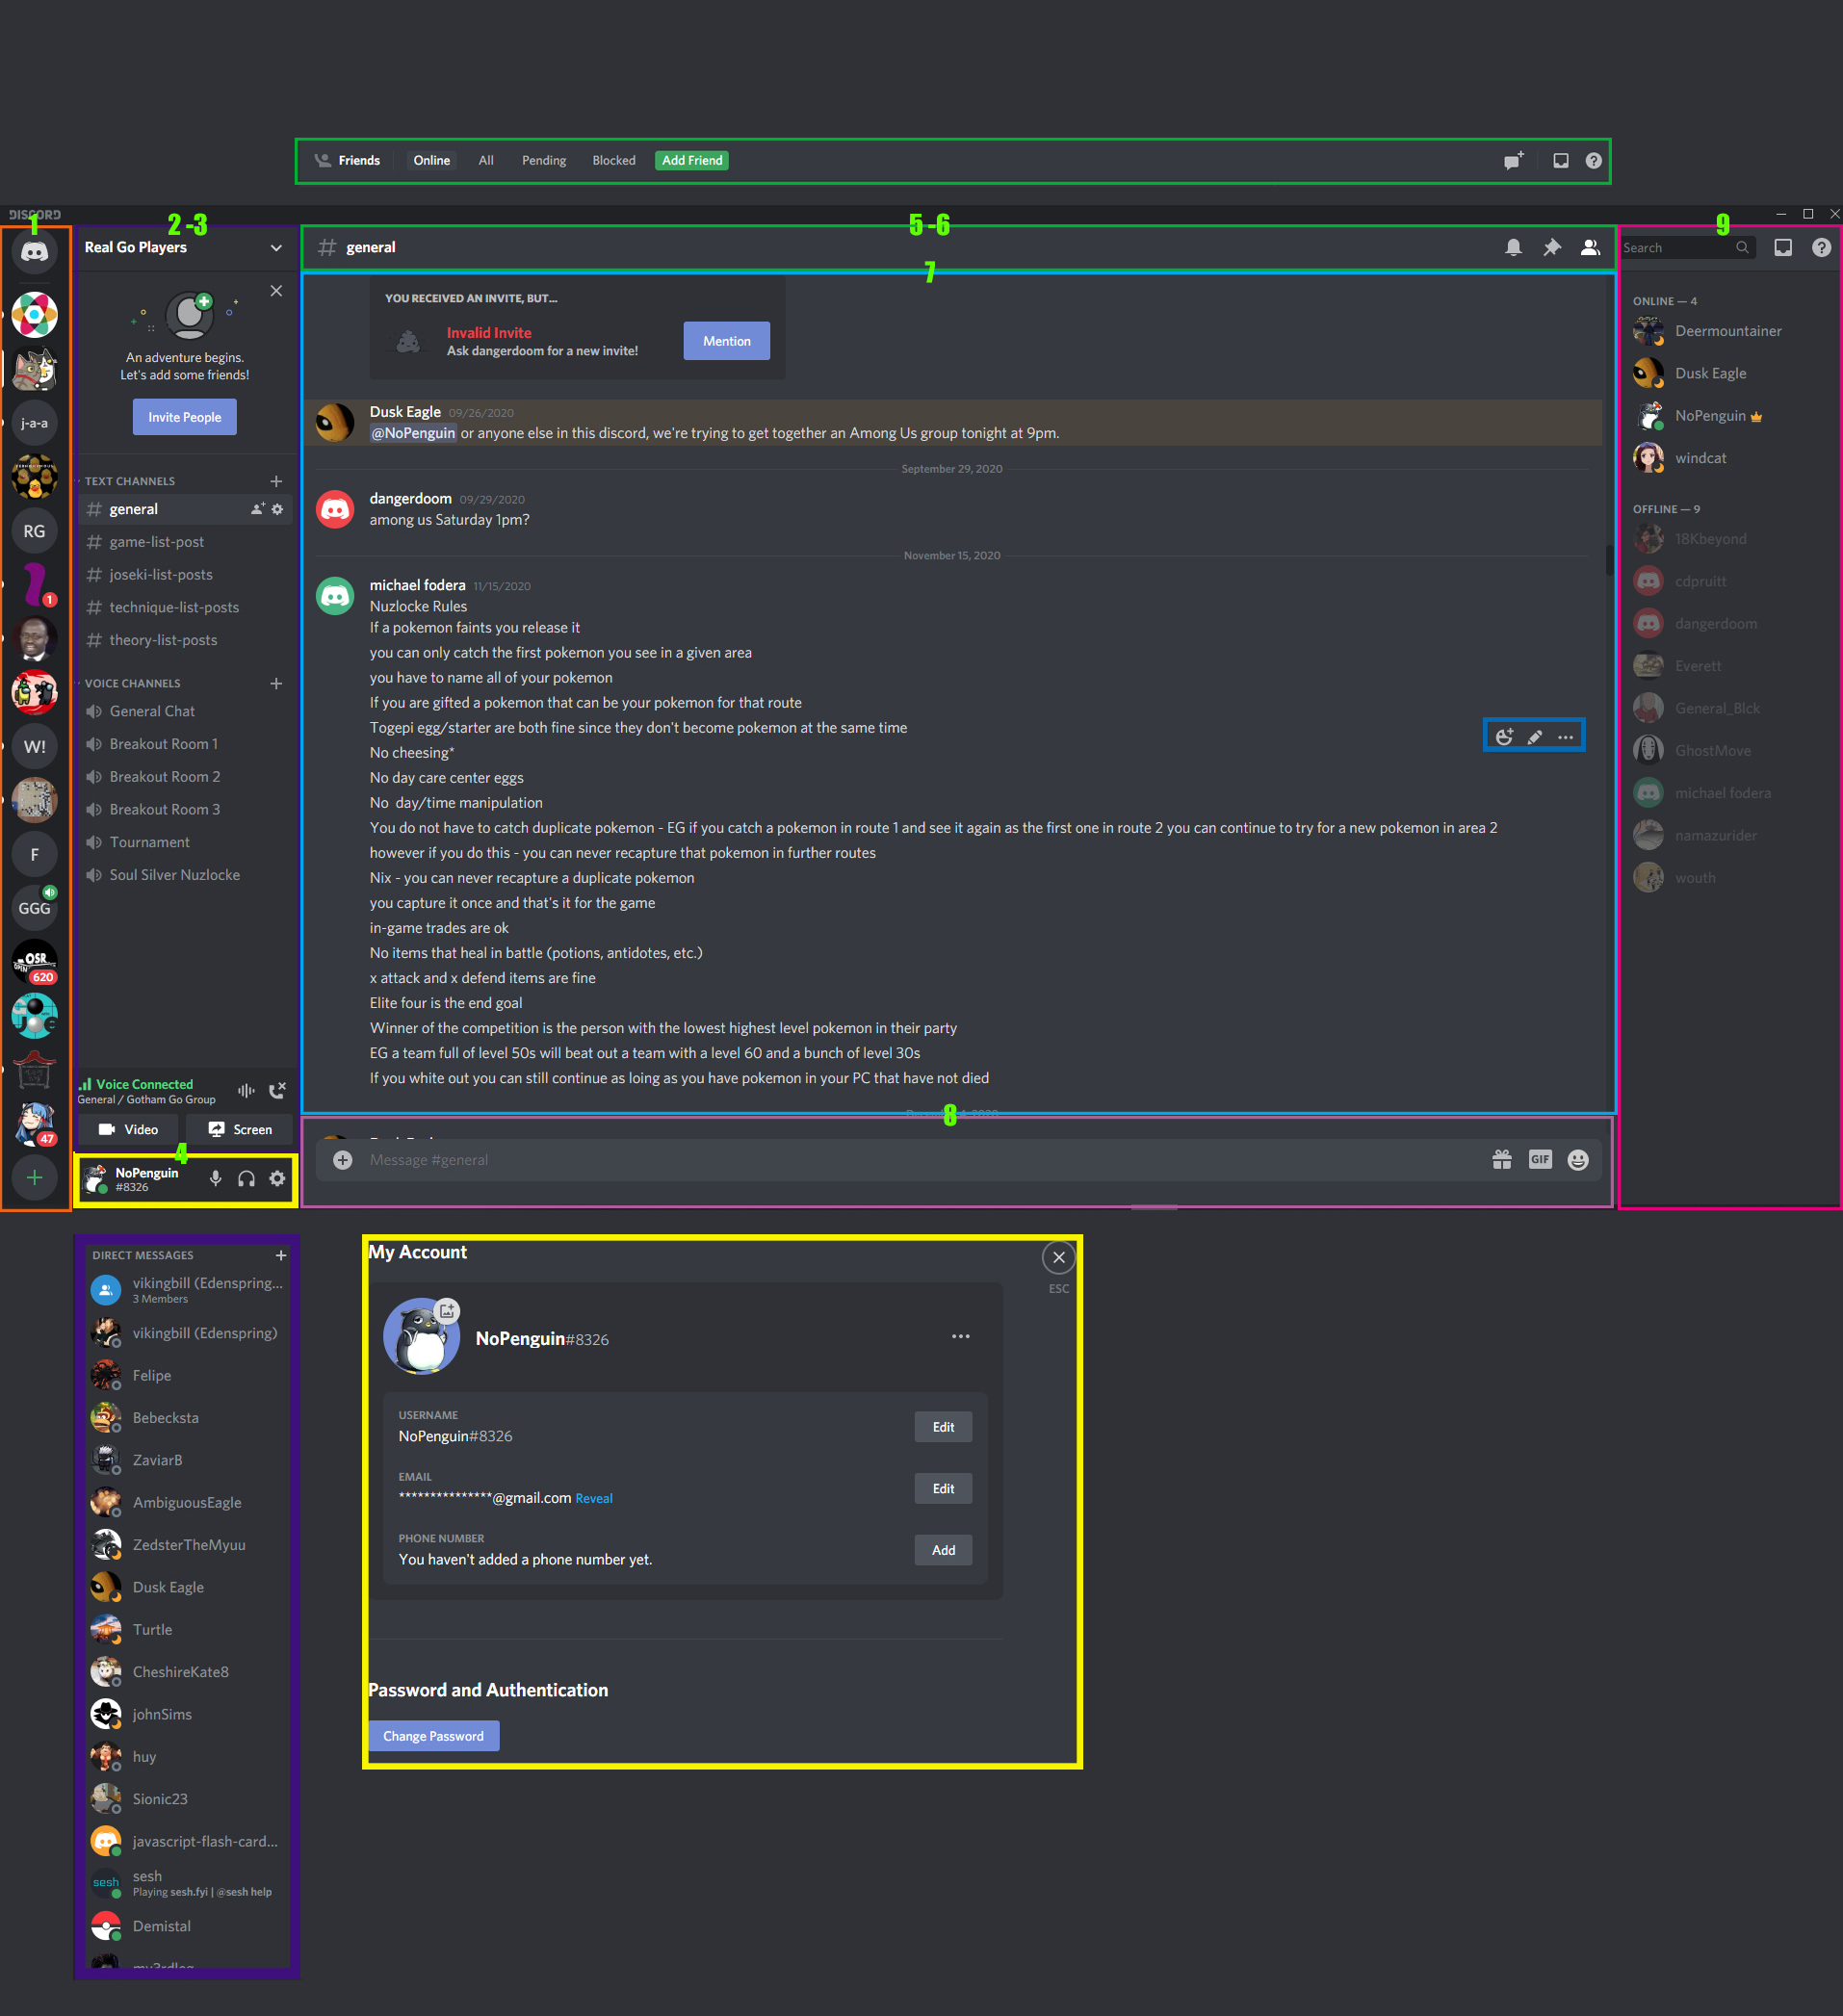 Friends Online All Pending Blocked Add Friend
DISCORD
1
2 -3
5 -6
9
Real Go Players
general
Search
7
YOU RECEIVED AN INVITE, BUT...
Invalid Invite
Ask dangerdoom for a new invite!
Mention
An adventure begins.
Let's add some friends!
Invite People
TEXT CHANNELS
general
game-list-post
joseki-list-posts
technique-list-posts
theory-list-posts
VOICE CHANNELS
General Chat
Breakout Room 1
Breakout Room 2
Breakout Room 3
Tournament
Soul Silver Nuzlocke
j-a-a
RG
1
W!
F
GGG
OSR
OPEN
620
47
Dusk Eagle 09/26/2020
@NoPenguin or anyone else in this discord, we're trying to get together an Among Us group tonight at 9pm.
September 29, 2020
dangerdoom 09/29/2020
among us Saturday 1pm?
November 15, 2020
michael fodera 11/15/2020
Nuzlocke Rules
If a pokemon faints you release it
you can only catch the first pokemon you see in a given area
you have to name all of your pokemon
If you are gifted a pokemon that can be your pokemon for that route
Togepi egg/starter are both fine since they don't become pokemon at the same time
No cheesing*
No day care center eggs
No  day/time manipulation
You do not have to catch duplicate pokemon - EG if you catch a pokemon in route 1 and see it again as the first one in route 2 you can continue to try for a new pokemon in area 2
however if you do this - you can never recapture that pokemon in further routes
Nix - you can never recapture a duplicate pokemon
you capture it once and that's it for the game
in-game trades are ok
No items that heal in battle (potions, antidotes, etc.)
x attack and x defend items are fine
Elite four is the end goal
Winner of the competition is the person with the lowest highest level pokemon in their party
EG a team full of level 50s will beat out a team with a level 60 and a bunch of level 30s
If you white out you can still continue as loing as you have pokemon in your PC that have not died
8
Message #general
GIF
ONLINE — 4
Deermountainer
Dusk Eagle
NoPenguin
windcat
OFFLINE — 9
18Kbeyond
cdpruitt
dangerdoom
Everett
General_Blck
GhostMove
michael fodera
namazurider
wouth
Voice Connected
General / Gotham Go Group
Video
Screen
4
NoPenguin
#8326
DIRECT MESSAGES
vikingbill (Edenspring...
3 Members
vikingbill (Edenspring)
Felipe
Bebecksta
ZaviarB
AmbiguousEagle
ZedsterTheMyuu
Dusk Eagle
Turtle
CheshireKate8
johnSims
huy
Sionic23
javascript-flash-card...
sesh
sesh
Playing sesh.fyi | @sesh help
Demistal
My Account
ESC
NoPenguin#8326
USERNAME
NoPenguin#8326
Edit
EMAIL
***************@gmail.com Reveal
Edit
PHONE NUMBER
You haven't added a phone number yet.
Add
Password and Authentication
Change Password